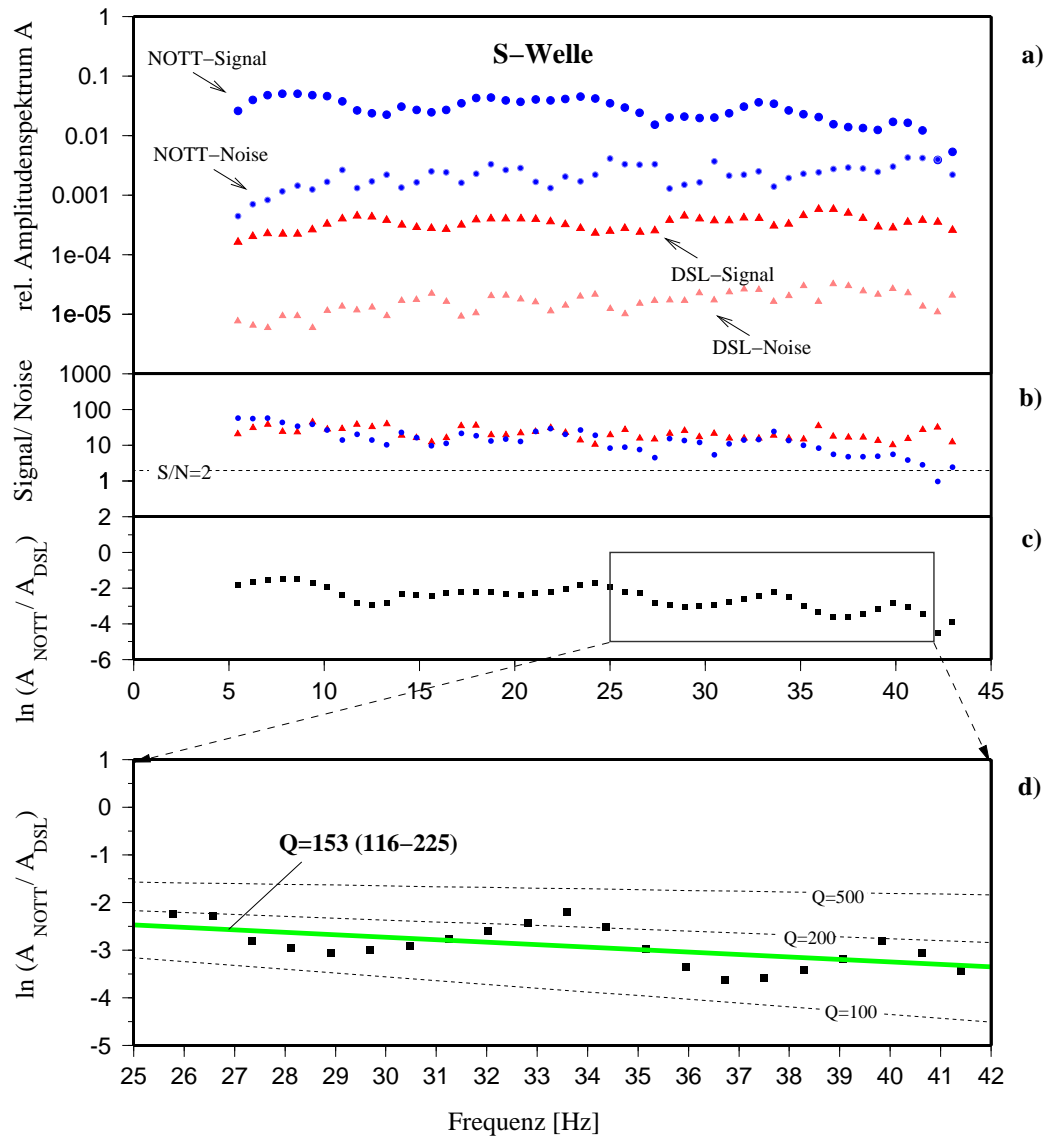 S−Welle
a)
rel. Amplitudenspektrum A
1
0.1
0.01
0.001
1e-04
1e-05
NOTT−Signal
NOTT−Noise
DSL−Signal
DSL−Noise
b)
Signal/ Noise
1000
100
10
1
S/N=2
c)
ln (A NOTT / A DSL)
2
0
-2
-4
-6
0 5 10 15 20 25 30 35 40 45
d)
ln (A NOTT / A DSL)
1
0
-1
-2
-3
-4
-5
Q=153 (116−225)
Q=500
Q=200
Q=100
25 26 27 28 29 30 31 32 33 34 35 36 37 38 39 40 41 42
Frequenz [Hz]